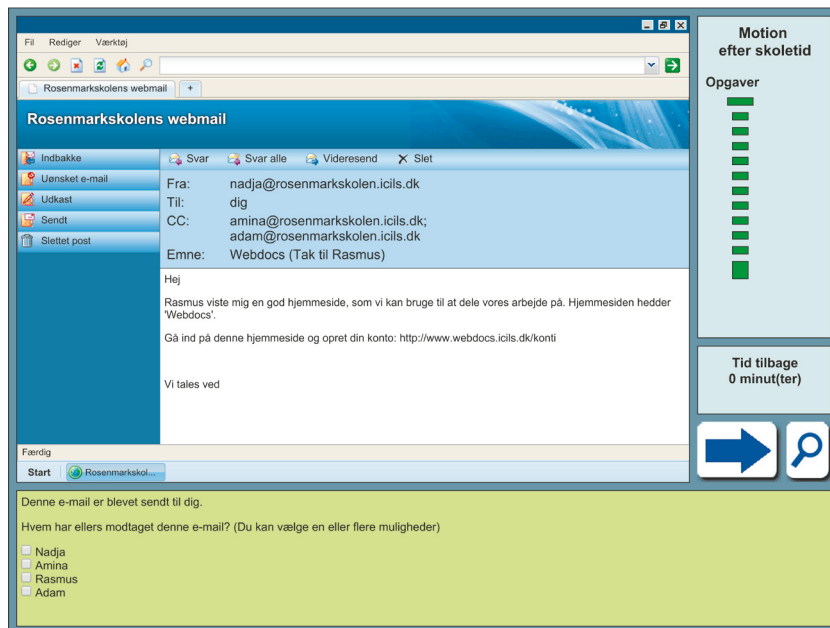 Fil Rediger Værktøj
Rosenmarkskolens webmail +
Rosenmarkskolens webmail
Indbakke
Uønsket e-mail
Udkast
Sendt
Slettet post
Svar Svar alle Videresend Slet
Fra: nadja@rosenmarkskolen.icils.dk
Til: dig
CC: amina@rosenmarkskolen.icils.dk;
adam@rosenmarkskolen.icils.dk
Emne: Webdocs (Tak til Rasmus)
Hej
Rasmus viste mig en god hjemmeside, som vi kan bruge til at dele vores arbejde på. Hjemmesiden hedder
'Webdocs'.
Gå ind på denne hjemmeside og opret din konto: http://www.webdocs.icils.dk/konti
Vi tales ved
Færdig
Start Rosenmarkskol...
Motion
efter skoletid
Opgaver
Tid tilbage
0 minut(ter)
Denne e-mail er blevet sendt til dig.
Hvem har ellers modtaget denne e-mail? (Du kan vælge en eller flere muligheder)
Nadja
Amina
Rasmus
Adam